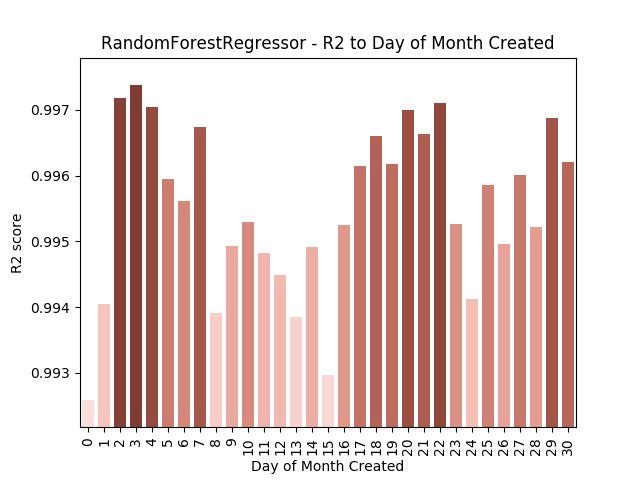 RandomForestRegressor - R2 to Day of Month Created
R2 score
0.997
0.996
0.995
0.994
0.993
0 1 2 3 4 5 6 7 8 9 10 11 12 13 14 15 16 17 18 19 20 21 22 23 24 25 26 27 28 29 30
Day of Month Created